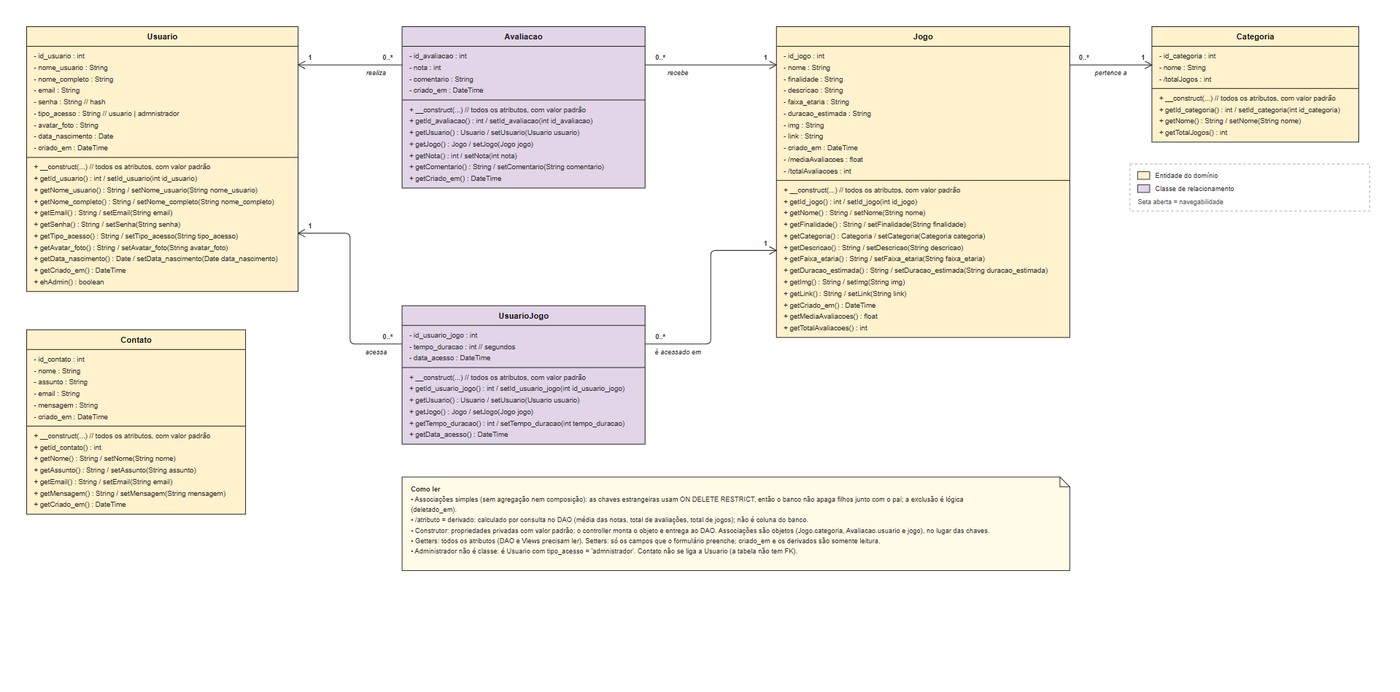 Usuario
- id_usuario : int
- nome_usuario : String
- nome_completo : String
- email : String
- senha : String // hash
- tipo_acesso : String // usuario | admnistrador
- avatar_foto : String
- data_nascimento : Date
- criado_em : DateTime
+ __construct(...) // todos os atributos, com valor padrão
+ getId_usuario() : int / setId_usuario(int id_usuario)
+ getNome_usuario() : String / setNome_usuario(String nome_usuario)
+ getNome_completo() : String / setNome_completo(String nome_completo)
+ getEmail() : String / setEmail(String email)
+ getSenha() : String / setSenha(String senha)
+ getTipo_acesso() : String / setTipo_acesso(String tipo_acesso)
+ getAvatar_foto() : String / setAvatar_foto(String avatar_foto)
+ getData_nascimento() : Date / setData_nascimento(Date data_nascimento)
+ getCriado_em() : DateTime
+ ehAdmin() : boolean
1
0..*
realiza
Avaliacao
- id_avaliacao : int
- nota : int
- comentario : String
- criado_em : DateTime
+ __construct(...) // todos os atributos, com valor padrão
+ getId_avaliacao() : int / setId_avaliacao(int id_avaliacao)
+ getUsuario() : Usuario / setUsuario(Usuario usuario)
+ getJogo() : Jogo / setJogo(Jogo jogo)
+ getNota() : int / setNota(int nota)
+ getComentario() : String / setComentario(String comentario)
+ getCriado_em() : DateTime
0..*
1
recebe
Jogo
- id_jogo : int
- nome : String
- finalidade : String
- descricao : String
- faixa_etaria : String
- duracao_estimada : String
- img : String
- link : String
- criado_em : DateTime
- /mediaAvaliacoes : float
- /totalAvaliacoes : int
+ __construct(...) // todos os atributos, com valor padrão
+ getId_jogo() : int / setId_jogo(int id_jogo)
+ getNome() : String / setNome(String nome)
+ getFinalidade() : String / setFinalidade(String finalidade)
+ getCategoria() : Categoria / setCategoria(Categoria categoria)
+ getDescricao() : String / setDescricao(String descricao)
+ getFaixa_etaria() : String / setFaixa_etaria(String faixa_etaria)
+ getDuracao_estimada() : String / setDuracao_estimada(String duracao_estimada)
+ getImg() : String / setImg(String img)
+ getLink() : String / setLink(String link)
+ getCriado_em() : DateTime
+ getMediaAvaliacoes() : float
+ getTotalAvaliacoes() : int
0..*
1
pertence a
Categoria
- id_categoria : int
- nome : String
- /totalJogos : int
+ __construct(...) // todos os atributos, com valor padrão
+ getId_categoria() : int / setId_categoria(int id_categoria)
+ getNome() : String / setNome(String nome)
+ getTotalJogos() : int
Entidade do domínio
Classe de relacionamento
Seta aberta = navegabilidade
1
0..*
acessa
UsuarioJogo
- id_usuario_jogo : int
- tempo_duracao : int // segundos
- data_acesso : DateTime
+ __construct(...) // todos os atributos, com valor padrão
+ getId_usuario_jogo() : int / setId_usuario_jogo(int id_usuario_jogo)
+ getUsuario() : Usuario / setUsuario(Usuario usuario)
+ getJogo() : Jogo / setJogo(Jogo jogo)
+ getTempo_duracao() : int / setTempo_duracao(int tempo_duracao)
+ getData_acesso() : DateTime
0..*
1
é acessado em
Contato
- id_contato : int
- nome : String
- assunto : String
- email : String
- mensagem : String
- criado_em : DateTime
+ __construct(...) // todos os atributos, com valor padrão
+ getId_contato() : int
+ getNome() : String / setNome(String nome)
+ getAssunto() : String / setAssunto(String assunto)
+ getEmail() : String / setEmail(String email)
+ getMensagem() : String / setMensagem(String mensagem)
+ getCriado_em() : DateTime
Como ler
• Associações simples (sem agregação nem composição): as chaves estrangeiras usam ON DELETE RESTRICT, então o banco não apaga filhos junto com o pai; a exclusão é lógica
(deletado_em).
• /atributo = derivado: calculado por consulta no DAO (média das notas, total de avaliações, total de jogos); não é coluna do banco.
• Construtor: propriedades privadas com valor padrão; o controller monta o objeto e entrega ao DAO. Associações são objetos (Jogo.categoria, Avaliacao.usuario e jogo), no lugar das chaves.
• Getters: todos os atributos (DAO e Views precisam ler). Setters: só os campos que o formulário preenche; criado_em e os derivados são somente leitura.
• Administrador não é classe: é Usuario com tipo_acesso = 'admnistrador'. Contato não se liga a Usuario (a tabela não tem FK).